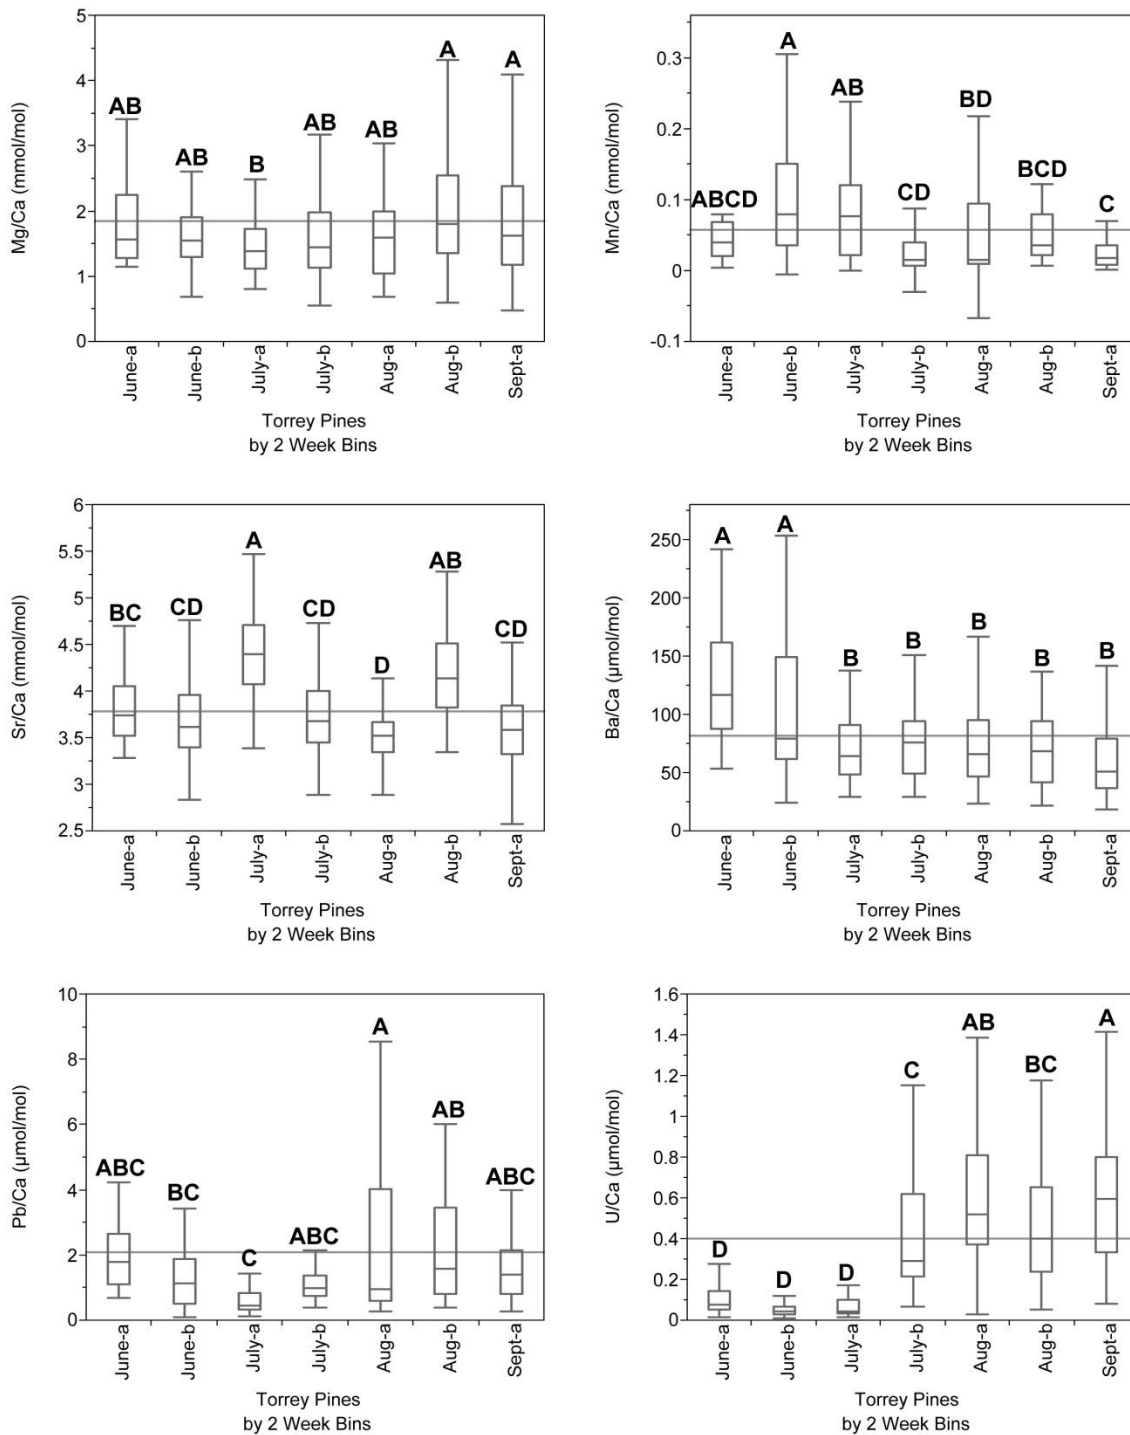 Mg/Ca (mmol/mol)
5
4
3
2
1
0
AB
AB
B
AB
AB
A
A
June-a
June-b
July-a
July-b
Aug-a
Aug-b
Sept-a
Torrey Pines
by 2 Week Bins
Mn/Ca (mmol/mol)
0.3
0.2
0.1
0
-0.1
ABCD
A
AB
CD
BD
BCD
C
June-a
June-b
July-a
July-b
Aug-a
Aug-b
Sept-a
Torrey Pines
by 2 Week Bins
Sr/Ca (mmol/mol)
6
5.5
5
4.5
4
3.5
3
2.5
BC
CD
A
CD
D
AB
CD
June-a
June-b
July-a
July-b
Aug-a
Aug-b
Sept-a
Torrey Pines
by 2 Week Bins
Ba/Ca (µmol/mol)
250
200
150
100
50
0
A
A
B
B
A
B
B
June-a
June-b
July-a
July-b
Aug-a
Aug-b
Sept-a
Torrey Pines
by 2 Week Bins
Pb/Ca (µmol/mol)
10
8
6
4
2
0
ABC
BC
C
ABC
A
AB
ABC
June-a
June-b
July-a
July-b
Aug-a
Aug-b
Sept-a
Torrey Pines
by 2 Week Bins
U/Ca (µmol/mol)
1.6
1.4
1.2
1
0.8
0.6
0.4
0.2
0
D
D
D
C
AB
BC
A
June-a
June-b
July-a
July-b
Aug-a
Aug-b
Sept-a
Torrey Pines
by 2 Week Bins